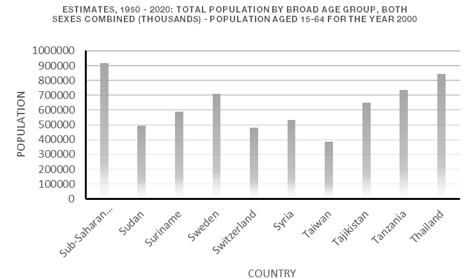 ESTIMATES, 1950 - 2020: TOTAL POPULATION BY BROAD AGE GROUP, BOTH
SEXES COMBINED (THOUSANDS) - POPULATION AGED 15-64 FOR THE YEAR 2000
POPULATION
1000000
900000
800000
700000
600000
500000
400000
300000
200000
100000
0
Sub-Saharan...
Sudan
Suriname
Sweden
Switzerland
Syria
Taiwan
Tajikistan
Tanzania
Thailand
COUNTRY